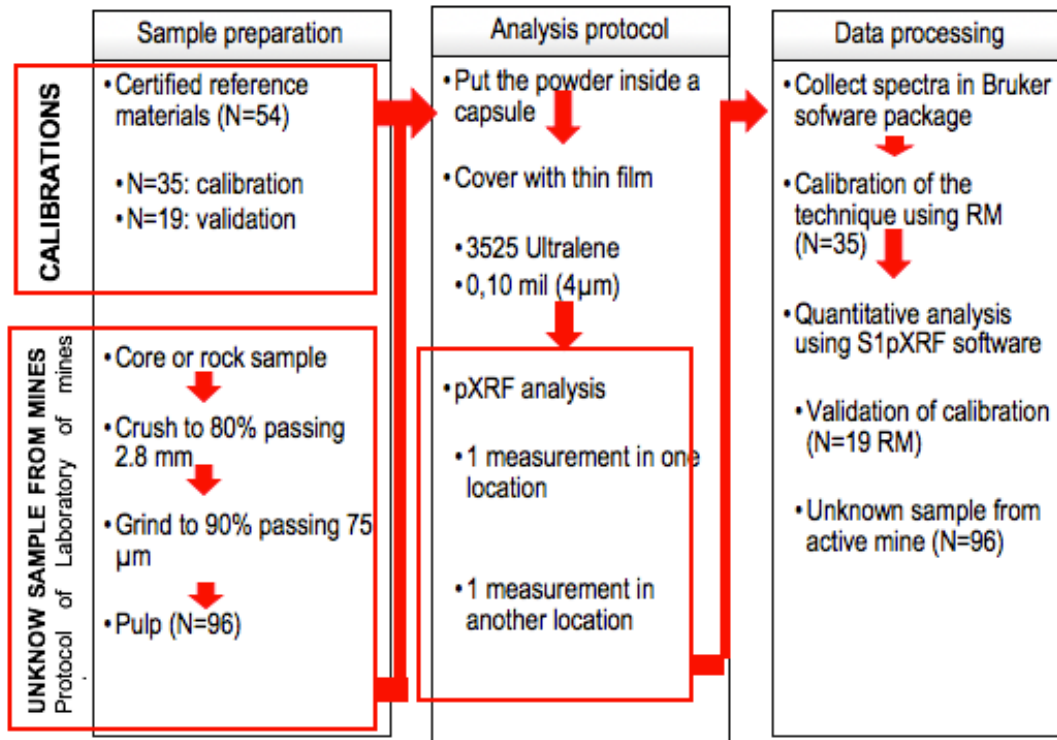 Sample preparation
CALIBRATIONS
•Certified reference
materials (N=54)
•N=35: calibration
•N=19: validation
UNKNOW SAMPLE FROM MINES
Protocol of Laboratory of mines
•Core or rock sample
•Crush to 80% passing
2.8 mm
•Grind to 90% passing 75
µm
•Pulp (N=96)
Analysis protocol
•Put the powder inside a
capsule
•Cover with thin film
•3525 Ultralene
•0,10 mil (4µm)
•pXRF analysis
•1 measurement in one
location
•1 measurement in
another location
Data processing
•Collect spectra in Bruker
sofware package
•Calibration of the
technique using RM
(N=35)
•Quantitative analysis
using S1pXRF software
•Validation of calibration
(N=19 RM)
•Unknown sample from
active mine (N=96)